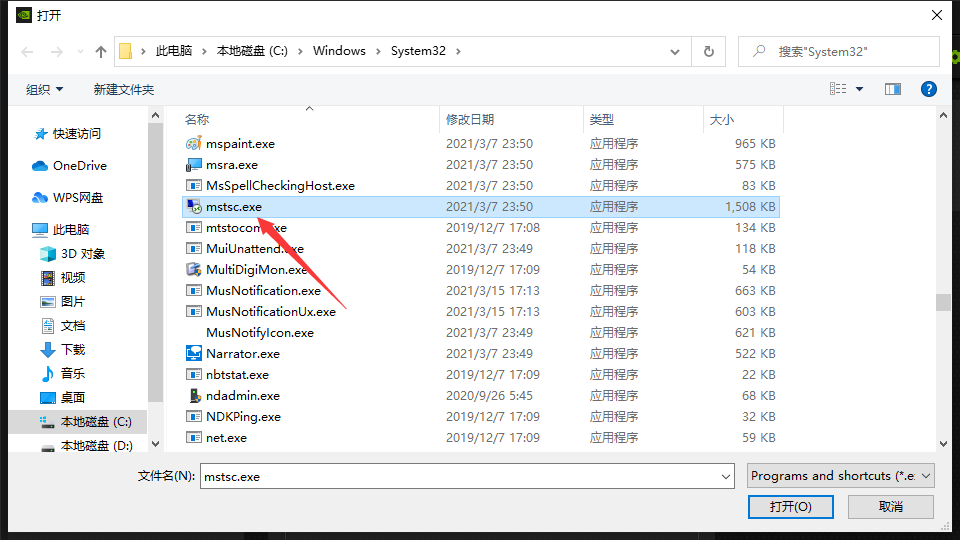 打开
此电脑 › 本地磁盘 (C:) › Windows › System32 ›
搜索"System32"
组织 新建文件夹
名称 修改日期 类型 大小
快速访问
OneDrive
WPS网盘
此电脑
3D 对象
视频
图片
文档
下载
音乐
桌面
本地磁盘 (C:)
本地磁盘 (D:)
mspaint.exe 2021/3/7 23:50 应用程序 965 KB
msra.exe 2021/3/7 23:50 应用程序 575 KB
MsSpellCheckingHost.exe 2021/3/7 23:50 应用程序 83 KB
mstsc.exe 2021/3/7 23:50 应用程序 1,508 KB
mtstocom.exe 2019/12/7 17:08 应用程序 134 KB
MuiUnattend.exe 2021/3/7 23:49 应用程序 118 KB
MultiDigiMon.exe 2019/12/7 17:09 应用程序 54 KB
MusNotification.exe 2021/3/15 17:13 应用程序 663 KB
MusNotificationUx.exe 2021/3/15 17:13 应用程序 603 KB
MusNotifyIcon.exe 2021/3/7 23:49 应用程序 621 KB
Narrator.exe 2021/3/7 23:49 应用程序 522 KB
nbtstat.exe 2019/12/7 17:09 应用程序 22 KB
ndadmin.exe 2020/9/26 5:45 应用程序 68 KB
NDKPing.exe 2019/12/7 17:09 应用程序 32 KB
net.exe 2019/12/7 17:09 应用程序 59 KB
文件名(N): mstsc.exe Programs and shortcuts (*.e
打开(O) 取消